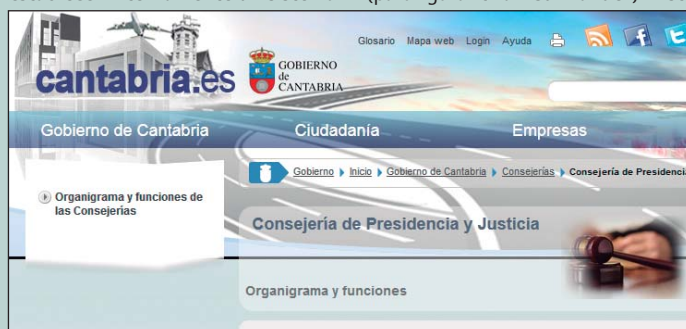 Glosario Mapa web Login Ayuda
cantabria.es
GOBIERNO
de
CANTABRIA
Gobierno de Cantabria Ciudadanía Empresas
Gobierno Inicio Gobierno de Cantabria Consejerías Consejería de Presidencia
Organigrama y funciones de
las Consejerías
Consejería de Presidencia y Justicia
Organigrama y funciones